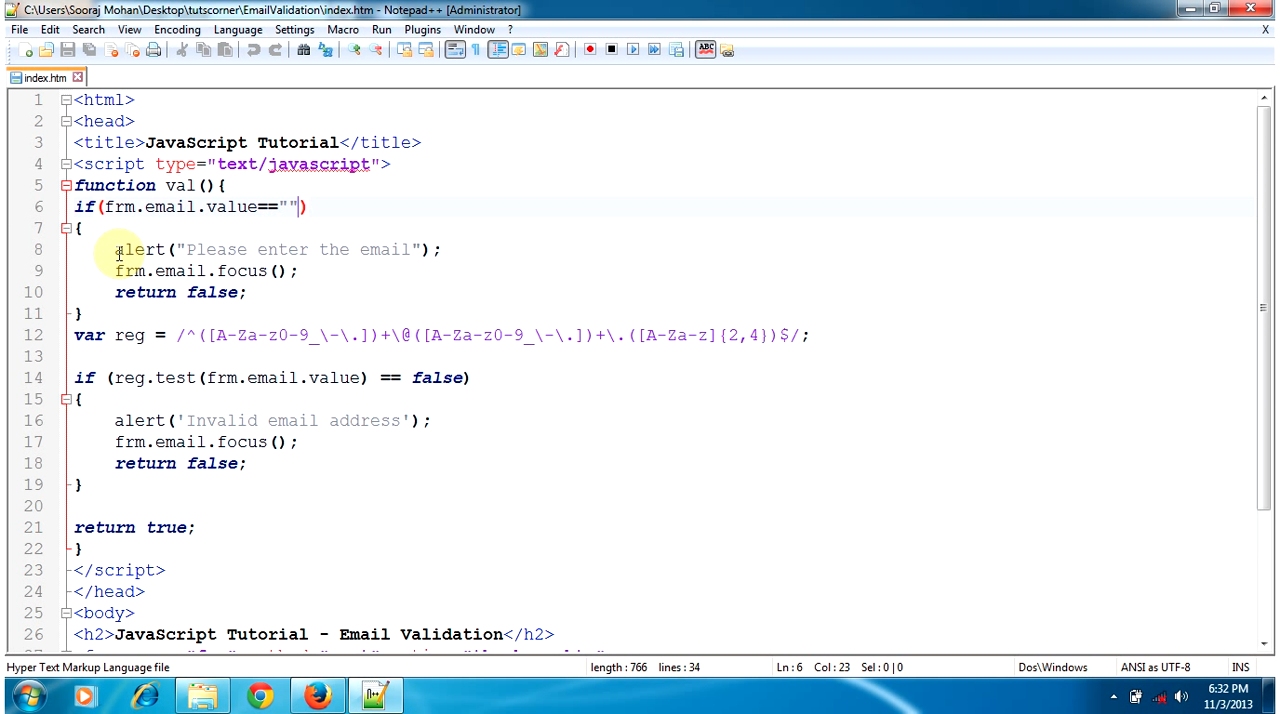 C:\Users\Sooraj Mohan\Desktop\tutscorner\EmailValidation\index.htm - Notepad++ [Administrator]
File Edit Search View Encoding Language Settings Macro Run Plugins Window ? X
ABC
index.htm
1 <html>
2 <head>
3 <title>JavaScript Tutorial</title>
4 <script type="text/javascript">
5 function val(){
6 if(frm.email.value=="")
7 {
8 alert("Please enter the email");
9 frm.email.focus();
10 return false;
11 }
12 var reg = /^([A-Za-z0-9_\-\.])+\@([A-Za-z0-9_\-\.])+\.([A-Za-z]{2,4})$/;
13
14 if (reg.test(frm.email.value) == false)
15 {
16 alert('Invalid email address');
17 frm.email.focus();
18 return false;
19 }
20
21 return true;
22 }
23 </script>
24 </head>
25 <body>
26 <h2>JavaScript Tutorial - Email Validation</h2>
Hyper Text Markup Language file length : 766 lines : 34 Ln : 6 Col : 23 Sel : 0 | 0 Dos\Windows ANSI as UTF-8 INS
6:32 PM
11/3/2013